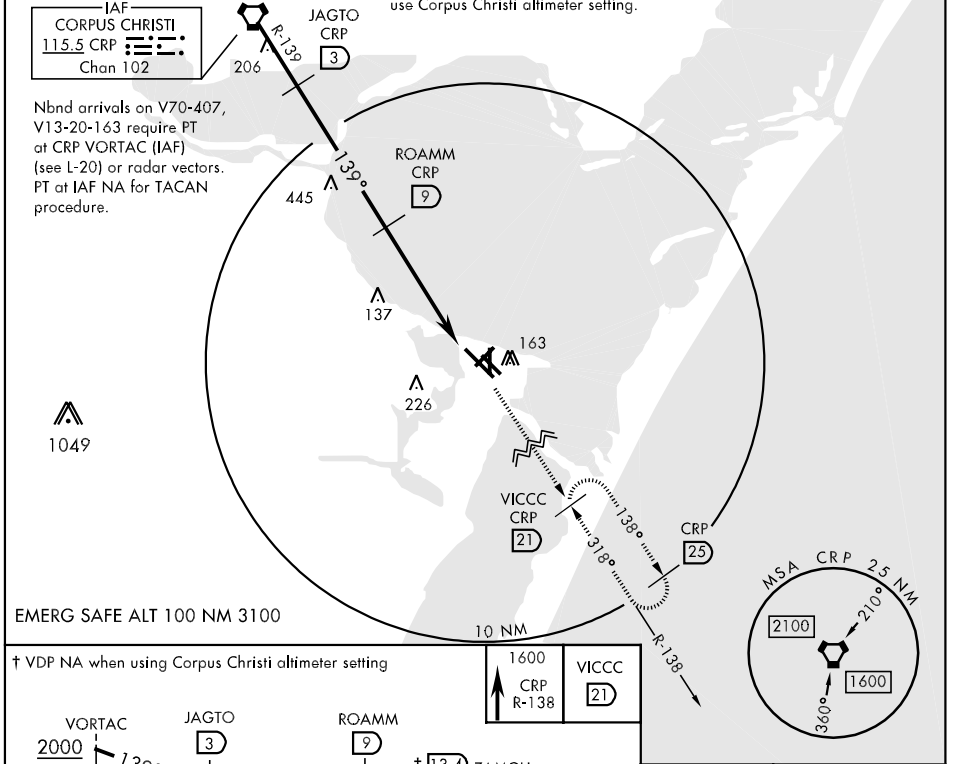 use Corpus Christi altimeter setting.
IAF
CORPUS CHRISTI
115.5 CRP
Chan 102
R-139
206
JAGTO
CRP
3
Nbnd arrivals on V70-407,
V13-20-163 require PT
at CRP VORTAC (IAF)
(see L-20) or radar vectors.
PT at IAF NA for TACAN
procedure.
139°
445
ROAMM
CRP
9
137
163
226
1049
VICCC
CRP
21
138°
318°
CRP
25
R-138
EMERG SAFE ALT 100 NM 3100
10 NM
MSA CRP 25 NM
210°
2100
1600
360°
† VDP NA when using Corpus Christi altimeter setting
1600
CRP
R-138
VICCC
21
VORTAC
2000
JAGTO
3
ROAMM
9